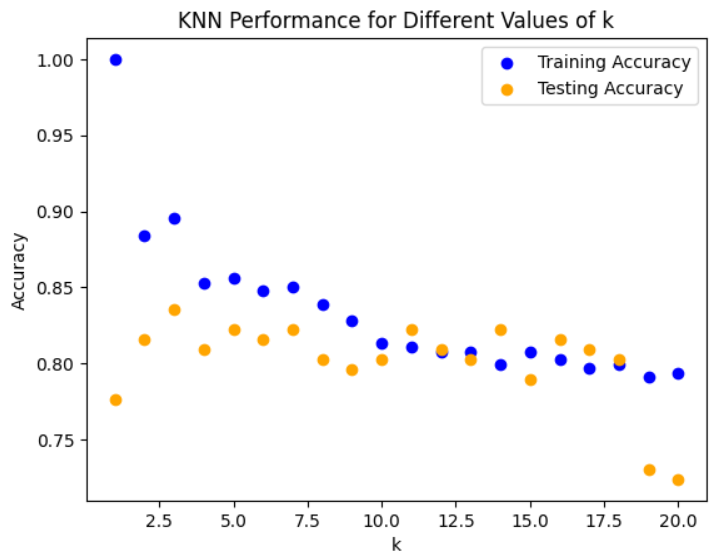 KNN Performance for Different Values of k
Training Accuracy
Testing Accuracy
Accuracy
1.00
0.95
0.90
0.85
0.80
0.75
2.5 5.0 7.5 10.0 12.5 15.0 17.5 20.0
k